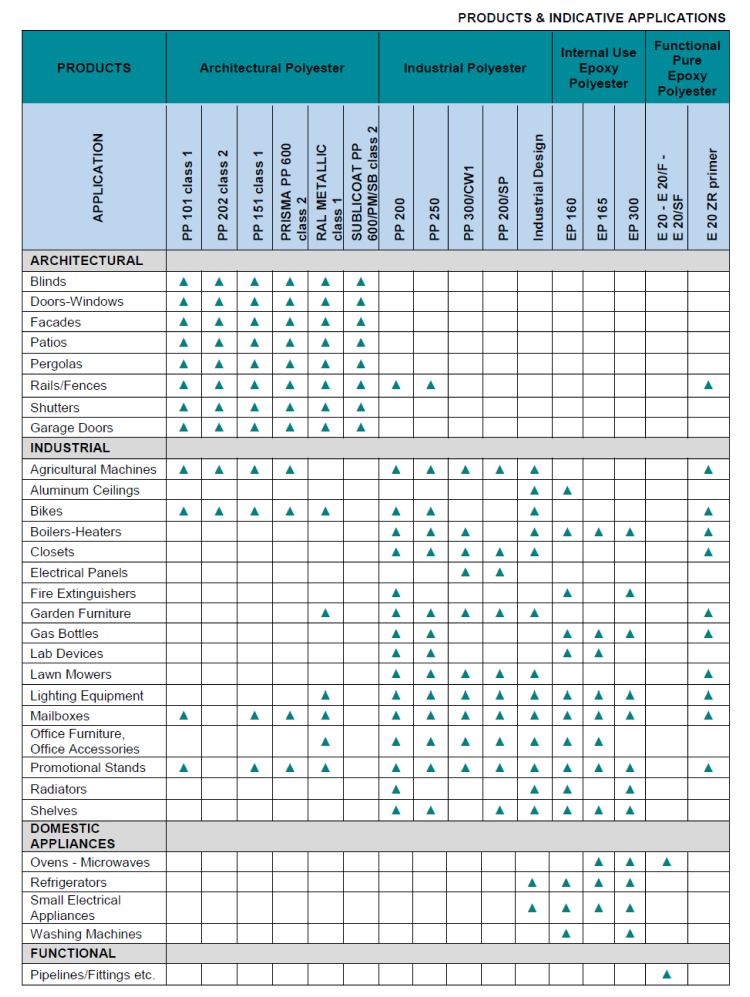 PRODUCTS & INDICATIVE APPLICATIONS
PRODUCTS
Architectural Polyester
Industrial Polyester
Internal Use
Epoxy
Polyester
Functional
Pure
Epoxy
Polyester
APPLICATION
PP 101 class 1
PP 202 class 2
PP 151 class 1
PRISMA PP 600
class 2
RAL METALLIC
class 1
SUBLICOAT PP
600/PM/SB class 2
PP 200
PP 250
PP 300/CW1
PP 200/SP
Industrial Design
EP 160
EP 165
EP 300
E 20 - E 20/F -
E 20/SF
E 20 ZR primer
ARCHITECTURAL
Blinds ▲ ▲ ▲ ▲ ▲ ▲
Doors-Windows ▲ ▲ ▲ ▲ ▲ ▲
Facades ▲ ▲ ▲ ▲ ▲ ▲
Patios ▲ ▲ ▲ ▲ ▲ ▲
Pergolas ▲ ▲ ▲ ▲ ▲ ▲
Rails/Fences ▲ ▲ ▲ ▲ ▲ ▲ ▲ ▲ ▲
Shutters ▲ ▲ ▲ ▲ ▲ ▲
Garage Doors ▲ ▲ ▲ ▲ ▲ ▲
INDUSTRIAL
Agricultural Machines ▲ ▲ ▲ ▲ ▲ ▲ ▲ ▲ ▲ ▲
Aluminum Ceilings ▲ ▲
Bikes ▲ ▲ ▲ ▲ ▲ ▲ ▲ ▲ ▲
Boilers-Heaters ▲ ▲ ▲ ▲ ▲ ▲ ▲ ▲
Closets ▲ ▲ ▲ ▲ ▲ ▲
Electrical Panels ▲ ▲
Fire Extinguishers ▲ ▲ ▲
Garden Furniture ▲ ▲ ▲ ▲ ▲ ▲ ▲
Gas Bottles ▲ ▲ ▲ ▲ ▲ ▲
Lab Devices ▲ ▲ ▲ ▲
Lawn Mowers ▲ ▲ ▲ ▲ ▲ ▲
Lighting Equipment ▲ ▲ ▲ ▲ ▲ ▲ ▲ ▲ ▲ ▲
Mailboxes ▲ ▲ ▲ ▲ ▲ ▲ ▲ ▲ ▲ ▲ ▲ ▲ ▲
Office Furniture,
Office Accessories ▲ ▲ ▲ ▲ ▲ ▲ ▲ ▲
Promotional Stands ▲ ▲ ▲ ▲ ▲ ▲ ▲ ▲ ▲ ▲ ▲ ▲ ▲
Radiators ▲ ▲ ▲ ▲
Shelves ▲ ▲ ▲ ▲ ▲ ▲ ▲
DOMESTIC
APPLIANCES
Ovens - Microwaves ▲ ▲ ▲
Refrigerators ▲ ▲ ▲ ▲
Small Electrical
Appliances ▲ ▲ ▲ ▲
Washing Machines ▲ ▲
FUNCTIONAL
Pipelines/Fittings etc. ▲